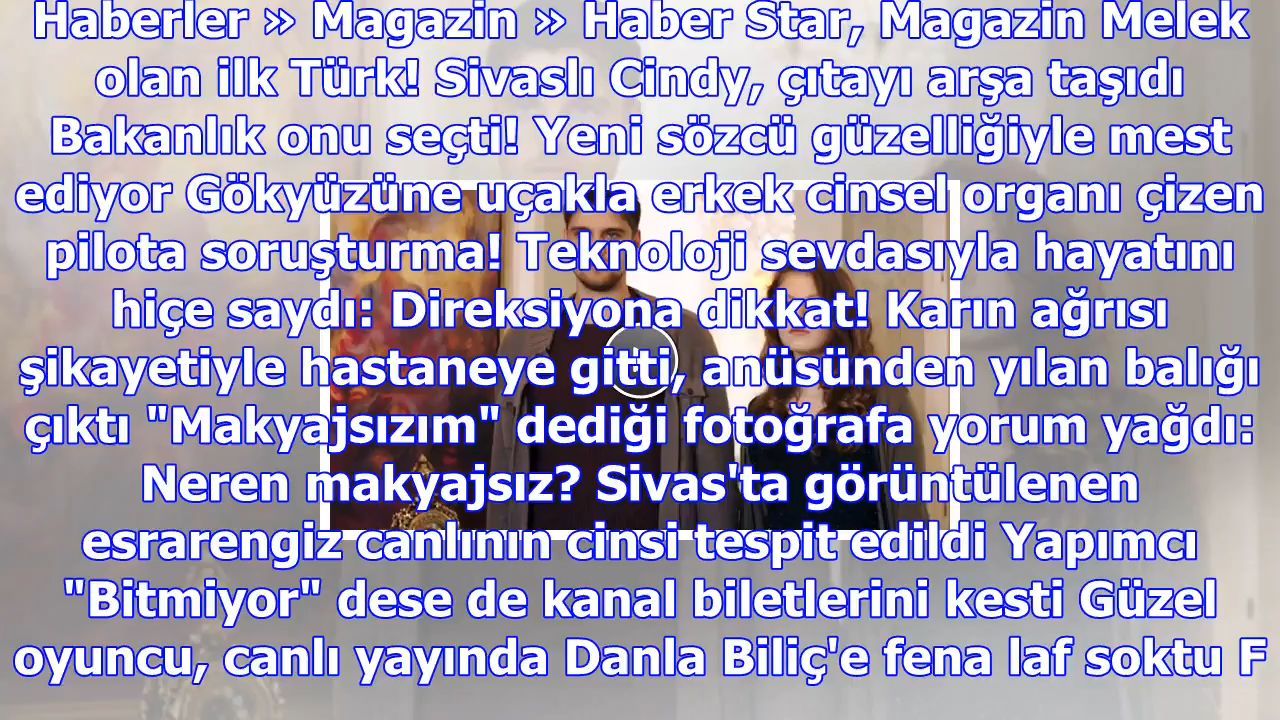 Haberler » Magazin » Haber Star, Magazin Melek
olan ilk Türk! Sivaslı Cindy, çıtayı arşa taşıdı
Bakanlık onu seçti! Yeni sözcü güzelliğiyle mest
ediyor Gökyüzüne uçakla erkek cinsel organı çizen
pilota soruşturma! Teknoloji sevdasıyla hayatını
hiçe saydı: Direksiyona dikkat! Karın ağrısı
şikayetiyle hastaneye gitti, anüsünden yılan balığı
çıktı "Makyajsızım" dediği fotoğrafa yorum yağdı:
Neren makyajsız? Sivas'ta görüntülenen
esrarengiz canlının cinsi tespit edildi Yapımcı
"Bitmiyor" dese de kanal biletlerini kesti Güzel
oyuncu, canlı yayında Danla Biliç'e fena laf soktu F